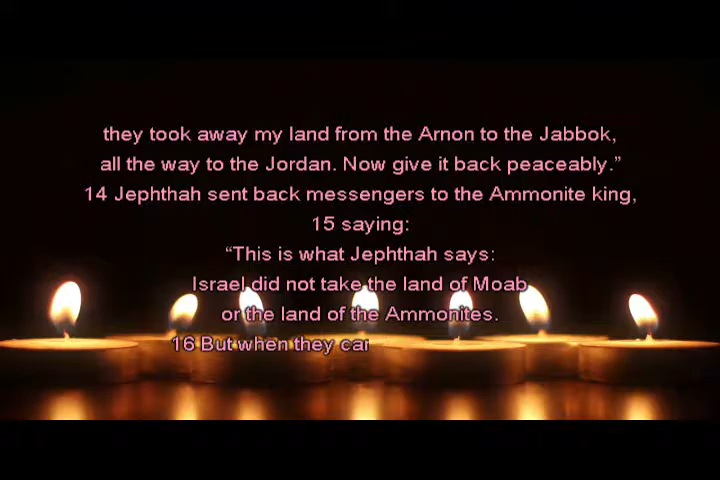 they took away my land from the Arnon to the Jabbok,
all the way to the Jordan. Now give it back peaceably.”
14 Jephthah sent back messengers to the Ammonite king,
15 saying:
“This is what Jephthah says:
Israel did not take the land of Moab
or the land of the Ammonites.
16 But when they